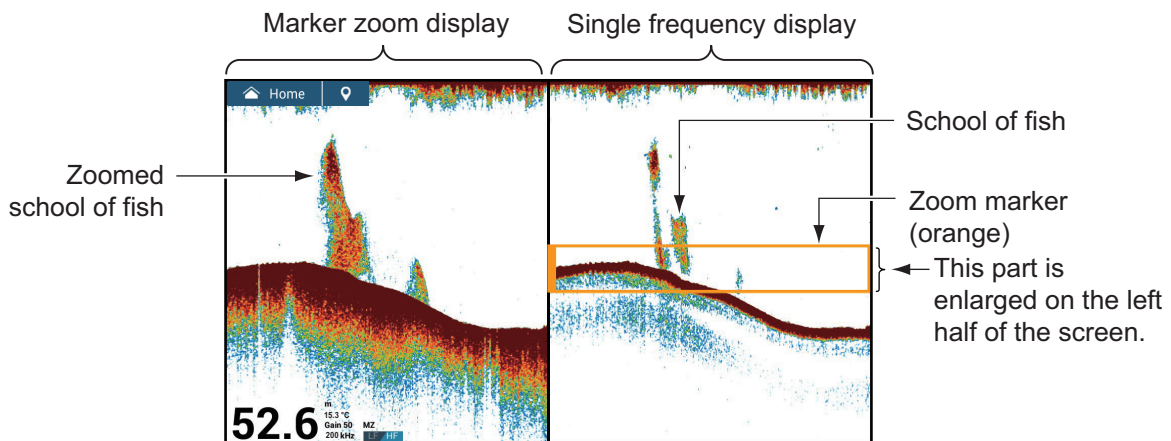 Marker zoom display
Single frequency display
Home
School of fish
Zoomed
school of fish
Zoom marker
(orange)
This part is
enlarged on the left
half of the screen.
52.6
m
15.3 °C
Gain 50 MZ
200 kHz LF HF